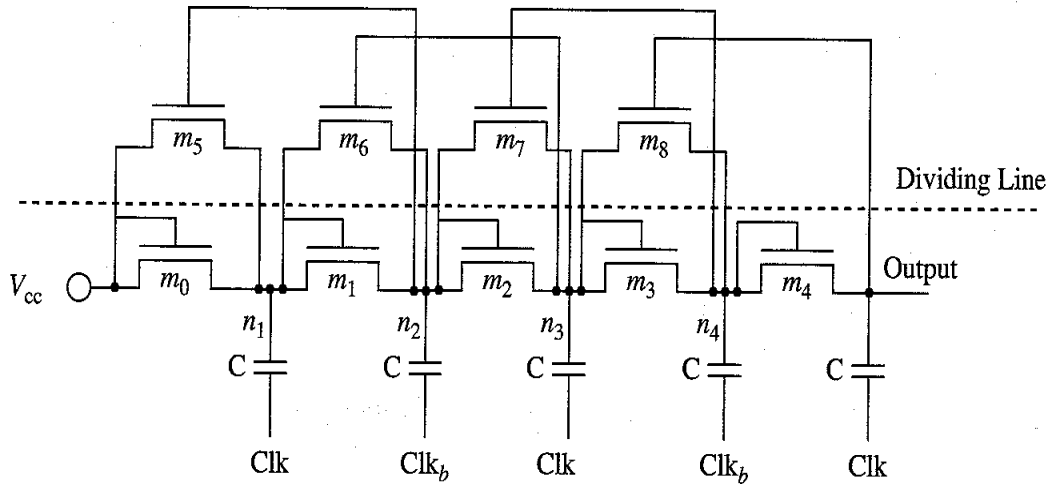 m5 m6 m7 m8
Dividing Line
Vcc m0 m1 m2 m3 m4 Output
n1 n2 n3 n4
C C C C C
Clk Clkb Clk Clkb Clk